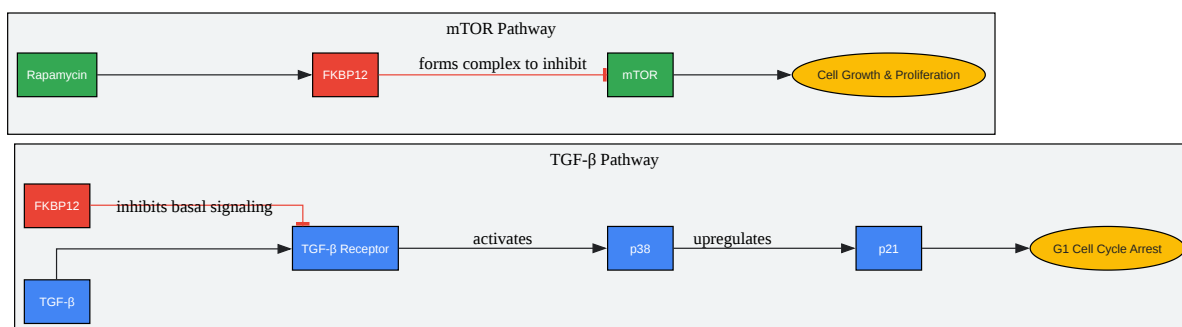 mTOR Pathway
Rapamycin
FKBP12
forms complex to inhibit
mTOR
Cell Growth & Proliferation
TGF-β Pathway
FKBP12
inhibits basal signaling
TGF-β Receptor
activates
p38
upregulates
p21
G1 Cell Cycle Arrest
TGF-β